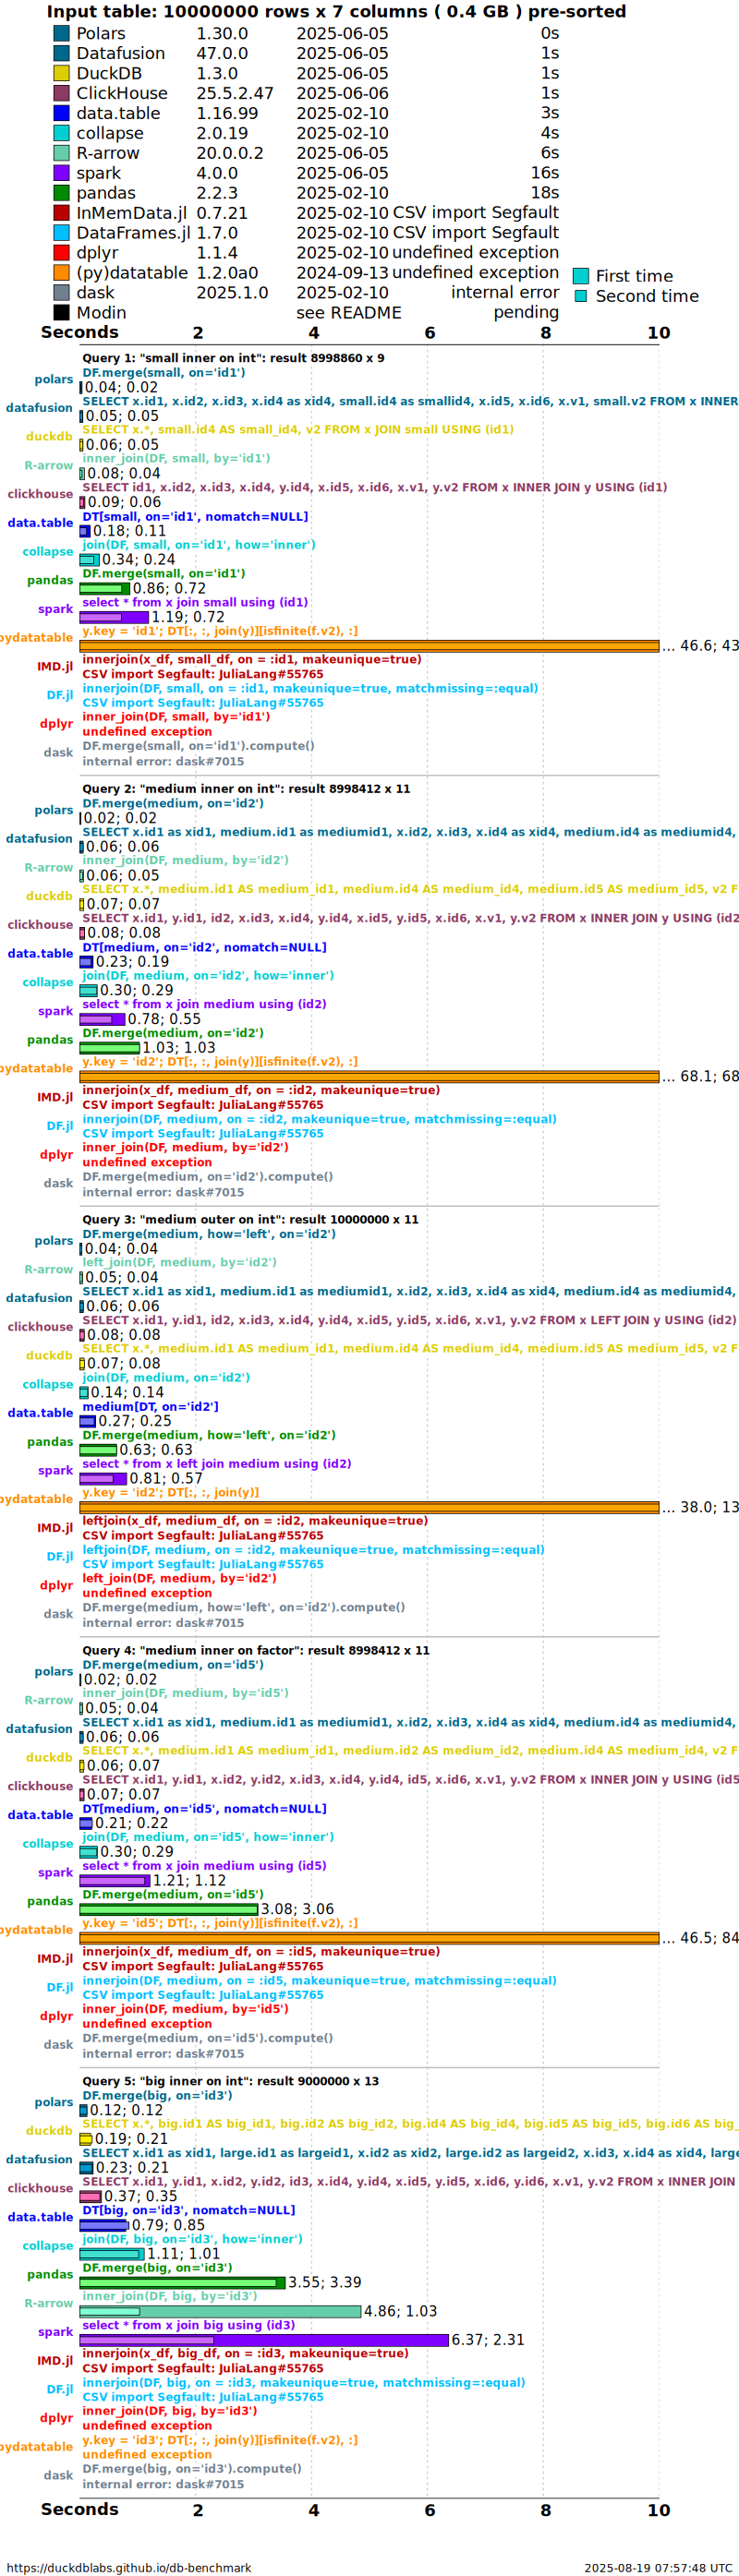 Input table: 10000000 rows x 7 columns ( 0.4 GB ) pre-sorted
Polars 1.30.0 2025-06-05 0s
Datafusion 47.0.0 2025-06-05 1s
DuckDB 1.3.0 2025-06-05 1s
ClickHouse 25.5.2.47 2025-06-06 1s
data.table 1.16.99 2025-02-10 3s
collapse 2.0.19 2025-02-10 4s
R-arrow 20.0.0.2 2025-06-05 6s
spark 4.0.0 2025-06-05 16s
pandas 2.2.3 2025-02-10 18s
InMemData.jl 0.7.21 2025-02-10 CSV import Segfault
DataFrames.jl 1.7.0 2025-02-10 CSV import Segfault
dplyr 1.1.4 2025-02-10 undefined exception
(py)datatable 1.2.0a0 2024-09-13 undefined exception
dask 2025.1.0 2025-02-10 internal error
Modin see README pending
First time
Second time
Seconds 2 4 6 8 10
Query 1: "small inner on int": result 8998860 x 9
polars DF.merge(small, on='id1')
0.04; 0.02
datafusion SELECT x.id1, x.id2, x.id3, x.id4 as xid4, small.id4 as smallid4, x.id5, x.id6, x.v1, small.v2 FROM x INNER
0.05; 0.05
duckdb SELECT x.*, small.id4 AS small_id4, v2 FROM x JOIN small USING (id1)
0.06; 0.05
R-arrow inner_join(DF, small, by='id1')
0.08; 0.04
clickhouse SELECT id1, x.id2, x.id3, x.id4, y.id4, x.id5, x.id6, x.v1, y.v2 FROM x INNER JOIN y USING (id1)
0.09; 0.06
data.table DT[small, on='id1', nomatch=NULL]
0.18; 0.11
collapse join(DF, small, on='id1', how='inner')
0.34; 0.24
pandas DF.merge(small, on='id1')
0.86; 0.72
spark select * from x join small using (id1)
1.19; 0.72
pydatatable y.key = 'id1'; DT[:, :, join(y)][isfinite(f.v2), :]
... 46.6; 43
IMD.jl innerjoin(x_df, small_df, on = :id1, makeunique=true)
CSV import Segfault: JuliaLang#55765
DF.jl innerjoin(DF, small, on = :id1, makeunique=true, matchmissing=:equal)
CSV import Segfault: JuliaLang#55765
dplyr inner_join(DF, small, by='id1')
undefined exception
dask DF.merge(small, on='id1').compute()
internal error: dask#7015
Query 2: "medium inner on int": result 8998412 x 11
polars DF.merge(medium, on='id2')
0.02; 0.02
datafusion SELECT x.id1 as xid1, medium.id1 as mediumid1, x.id2, x.id3, x.id4 as xid4, medium.id4 as mediumid4,
0.06; 0.06
R-arrow inner_join(DF, medium, by='id2')
0.06; 0.05
duckdb SELECT x.*, medium.id1 AS medium_id1, medium.id4 AS medium_id4, medium.id5 AS medium_id5, v2 F
0.07; 0.07
clickhouse SELECT x.id1, y.id1, id2, x.id3, x.id4, y.id4, x.id5, y.id5, x.id6, x.v1, y.v2 FROM x INNER JOIN y USING (id2
0.08; 0.08
data.table DT[medium, on='id2', nomatch=NULL]
0.23; 0.19
collapse join(DF, medium, on='id2', how='inner')
0.30; 0.29
spark select * from x join medium using (id2)
0.78; 0.55
pandas DF.merge(medium, on='id2')
1.03; 1.03
pydatatable y.key = 'id2'; DT[:, :, join(y)][isfinite(f.v2), :]
... 68.1; 68
IMD.jl innerjoin(x_df, medium_df, on = :id2, makeunique=true)
CSV import Segfault: JuliaLang#55765
DF.jl innerjoin(DF, medium, on = :id2, makeunique=true, matchmissing=:equal)
CSV import Segfault: JuliaLang#55765
dplyr inner_join(DF, medium, by='id2')
undefined exception
dask DF.merge(medium, on='id2').compute()
internal error: dask#7015
Query 3: "medium outer on int": result 10000000 x 11
polars DF.merge(medium, how='left', on='id2')
0.04; 0.04
R-arrow left_join(DF, medium, by='id2')
0.05; 0.04
datafusion SELECT x.id1 as xid1, medium.id1 as mediumid1, x.id2, x.id3, x.id4 as xid4, medium.id4 as mediumid4,
0.06; 0.06
clickhouse SELECT x.id1, y.id1, id2, x.id3, x.id4, y.id4, x.id5, y.id5, x.id6, x.v1, y.v2 FROM x LEFT JOIN y USING (id2)
0.08; 0.08
duckdb SELECT x.*, medium.id1 AS medium_id1, medium.id4 AS medium_id4, medium.id5 AS medium_id5, v2 F
0.07; 0.08
collapse join(DF, medium, on='id2')
0.14; 0.14
data.table medium[DT, on='id2']
0.27; 0.25
pandas DF.merge(medium, how='left', on='id2')
0.63; 0.63
spark select * from x left join medium using (id2)
0.81; 0.57
pydatatable y.key = 'id2'; DT[:, :, join(y)]
... 38.0; 13
IMD.jl leftjoin(x_df, medium_df, on = :id2, makeunique=true)
CSV import Segfault: JuliaLang#55765
DF.jl leftjoin(DF, medium, on = :id2, makeunique=true, matchmissing=:equal)
CSV import Segfault: JuliaLang#55765
dplyr left_join(DF, medium, by='id2')
undefined exception
dask DF.merge(medium, how='left', on='id2').compute()
internal error: dask#7015
Query 4: "medium inner on factor": result 8998412 x 11
polars DF.merge(medium, on='id5')
0.02; 0.02
R-arrow inner_join(DF, medium, by='id5')
0.05; 0.04
datafusion SELECT x.id1 as xid1, medium.id1 as mediumid1, x.id2, x.id3, x.id4 as xid4, medium.id4 as mediumid4,
0.06; 0.06
duckdb SELECT x.*, medium.id1 AS medium_id1, medium.id2 AS medium_id2, medium.id4 AS medium_id4, v2 F
0.06; 0.07
clickhouse SELECT x.id1, y.id1, x.id2, y.id2, x.id3, x.id4, y.id4, id5, x.id6, x.v1, y.v2 FROM x INNER JOIN y USING (id5
0.07; 0.07
data.table DT[medium, on='id5', nomatch=NULL]
0.21; 0.22
collapse join(DF, medium, on='id5', how='inner')
0.30; 0.29
spark select * from x join medium using (id5)
1.21; 1.12
pandas DF.merge(medium, on='id5')
3.08; 3.06
pydatatable y.key = 'id5'; DT[:, :, join(y)][isfinite(f.v2), :]
... 46.5; 84
IMD.jl innerjoin(x_df, medium_df, on = :id5, makeunique=true)
CSV import Segfault: JuliaLang#55765
DF.jl innerjoin(DF, medium, on = :id5, makeunique=true, matchmissing=:equal)
CSV import Segfault: JuliaLang#55765
dplyr inner_join(DF, medium, by='id5')
undefined exception
dask DF.merge(medium, on='id5').compute()
internal error: dask#7015
Query 5: "big inner on int": result 9000000 x 13
polars DF.merge(big, on='id3')
0.12; 0.12
duckdb SELECT x.*, big.id1 AS big_id1, big.id2 AS big_id2, big.id4 AS big_id4, big.id5 AS big_id5, big.id6 AS big_
0.19; 0.21
datafusion SELECT x.id1 as xid1, large.id1 as largeid1, x.id2 as xid2, large.id2 as largeid2, x.id3, x.id4 as xid4, large
0.23; 0.21
clickhouse SELECT x.id1, y.id1, x.id2, y.id2, id3, x.id4, y.id4, x.id5, y.id5, x.id6, y.id6, x.v1, y.v2 FROM x INNER JOIN
0.37; 0.35
data.table DT[big, on='id3', nomatch=NULL]
0.79; 0.85
collapse join(DF, big, on='id3', how='inner')
1.11; 1.01
pandas DF.merge(big, on='id3')
3.55; 3.39
R-arrow inner_join(DF, big, by='id3')
4.86; 1.03
spark select * from x join big using (id3)
6.37; 2.31
IMD.jl innerjoin(x_df, big_df, on = :id3, makeunique=true)
CSV import Segfault: JuliaLang#55765
DF.jl innerjoin(DF, big, on = :id3, makeunique=true, matchmissing=:equal)
CSV import Segfault: JuliaLang#55765
dplyr inner_join(DF, big, by='id3')
undefined exception
pydatatable y.key = 'id3'; DT[:, :, join(y)][isfinite(f.v2), :]
undefined exception
dask DF.merge(big, on='id3').compute()
internal error: dask#7015
Seconds 2 4 6 8 10
https://duckdblabs.github.io/db-benchmark 2025-08-19 07:57:48 UTC